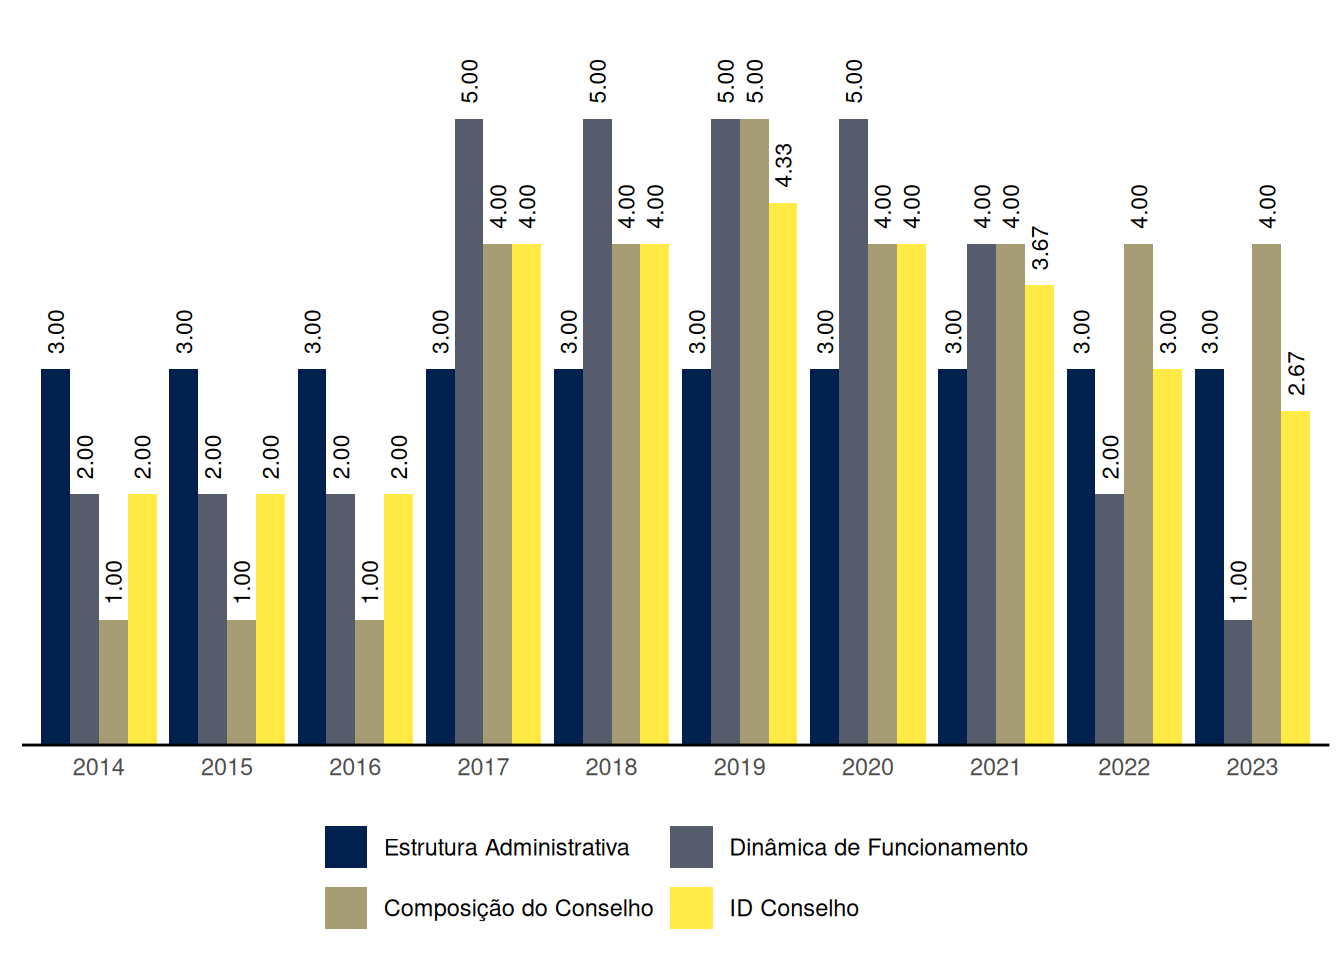 3.00 2.00 1.00 2.00
3.00 2.00 1.00 2.00
3.00 2.00 1.00 2.00
3.00 5.00 4.00 4.00
3.00 5.00 4.00 4.00
3.00 5.00 5.00 4.33
3.00 5.00 4.00 4.00
3.00 4.00 4.00 3.67
3.00 2.00 4.00 3.00
3.00 1.00 4.00 2.67
2014 2015 2016 2017 2018 2019 2020 2021 2022 2023
Estrutura Administrativa Dinâmica de Funcionamento
Composição do Conselho ID Conselho